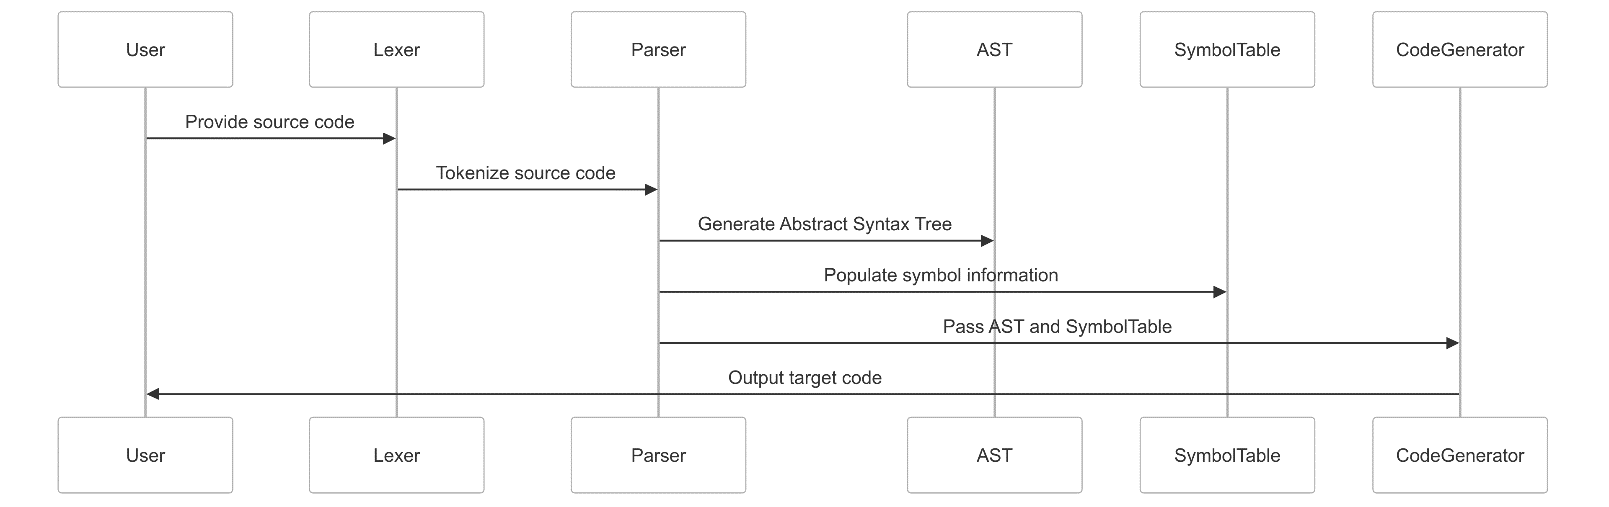 User
Lexer
Parser
AST
SymbolTable
CodeGenerator
Provide source code
Tokenize source code
Generate Abstract Syntax Tree
Populate symbol information
Pass AST and SymbolTable
Output target code
User
Lexer
Parser
AST
SymbolTable
CodeGenerator